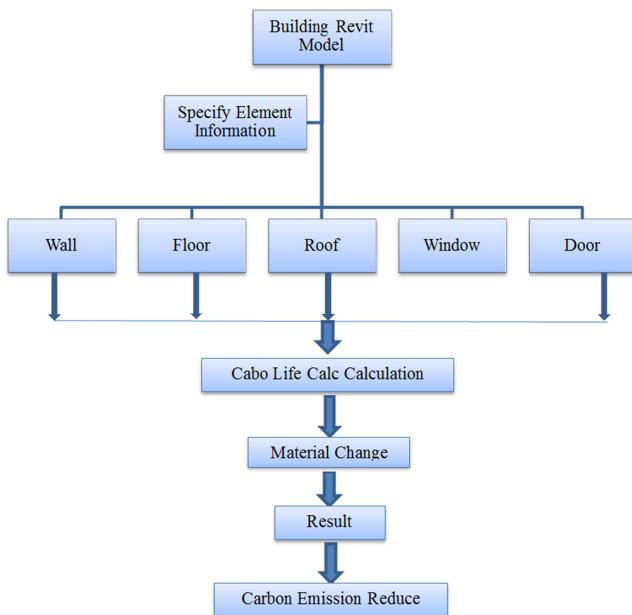 Building Revit
Model
Specify Element
Information
Wall
Floor
Roof
Window
Door
Cabo Life Calc Calculation
Material Change
Result
Carbon Emission Reduce